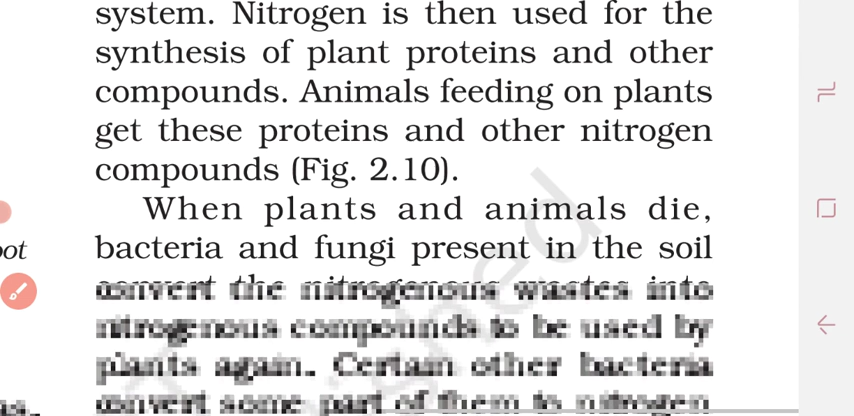 system. Nitrogen is then used for the
synthesis of plant proteins and other
compounds. Animals feeding on plants
get these proteins and other nitrogen
compounds (Fig. 2.10).
When plants and animals die,
bacteria and fungi present in the soil
convert the nitrogenous wastes into
nitrogenous compounds to be used by
plants again. Certain other bacteria
convert some part of them to nitrogen